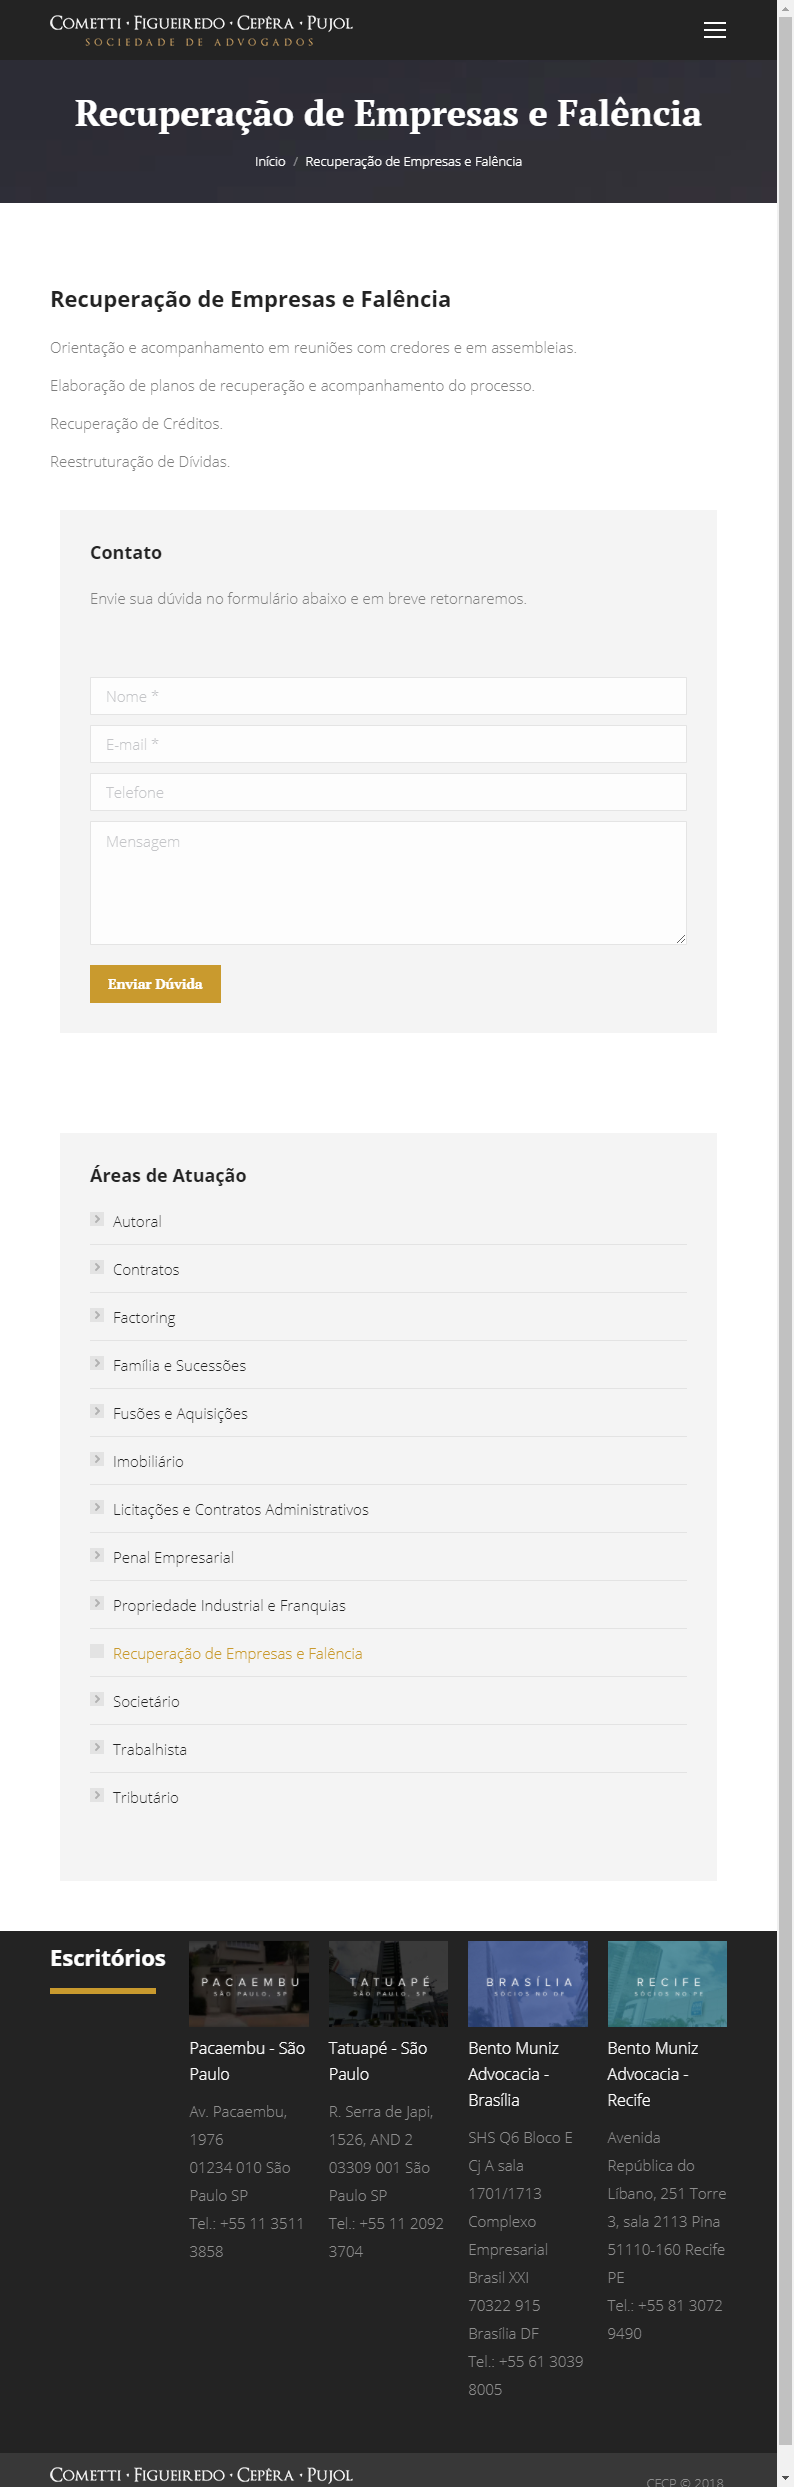 Cometti · Figueiredo · Cepêra · Pujol
SOCIEDADE DE ADVOGADOS
Recuperação de Empresas e Falência
Início / Recuperação de Empresas e Falência
Recuperação de Empresas e Falência
Orientação e acompanhamento em reuniões com credores e em assembleias.
Elaboração de planos de recuperação e acompanhamento do processo.
Recuperação de Créditos.
Reestruturação de Dívidas.
Contato
Envie sua dúvida no formulário abaixo e em breve retornaremos.
Nome *
E-mail *
Telefone
Mensagem
Enviar Dúvida
Áreas de Atuação
Autoral
Contratos
Factoring
Família e Sucessões
Fusões e Aquisições
Imobiliário
Licitações e Contratos Administrativos
Penal Empresarial
Propriedade Industrial e Franquias
Recuperação de Empresas e Falência
Societário
Trabalhista
Tributário
Escritórios
PACAEMBU
SÃO PAULO, SP
Pacaembu - São
Paulo
Av. Pacaembu,
1976
01234 010 São
Paulo SP
Tel.: +55 11 3511
3858
TATUAPÉ
SÃO PAULO, SP
Tatuapé - São
Paulo
R. Serra de Japi,
1526, AND 2
03309 001 São
Paulo SP
Tel.: +55 11 2092
3704
BRASÍLIA
SÓCIOS NO DF
Bento Muniz
Advocacia -
Brasília
SHS Q6 Bloco E
Cj A sala
1701/1713
Complexo
Empresarial
Brasil XXI
70322 915
Brasília DF
Tel.: +55 61 3039
8005
RECIFE
SÓCIOS NO PE
Bento Muniz
Advocacia -
Recife
Avenida
República do
Líbano, 251 Torre
3, sala 2113 Pina
51110-160 Recife
PE
Tel.: +55 81 3072
9490
Cometti · Figueiredo · Cepêra · Pujol
CFCP © 2018